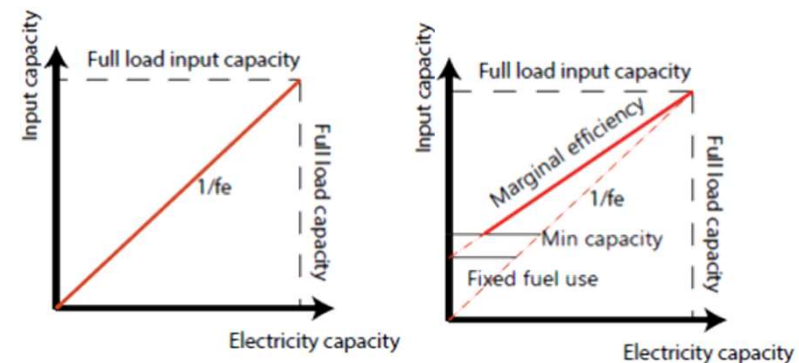 Input capacity
Full load input capacity
1/fe
Full load capacity
Electricity capacity
Input capacity
Full load input capacity
Marginal efficiency
1/fe
Min capacity
Fixed fuel use
Full load capacity
Electricity capacity